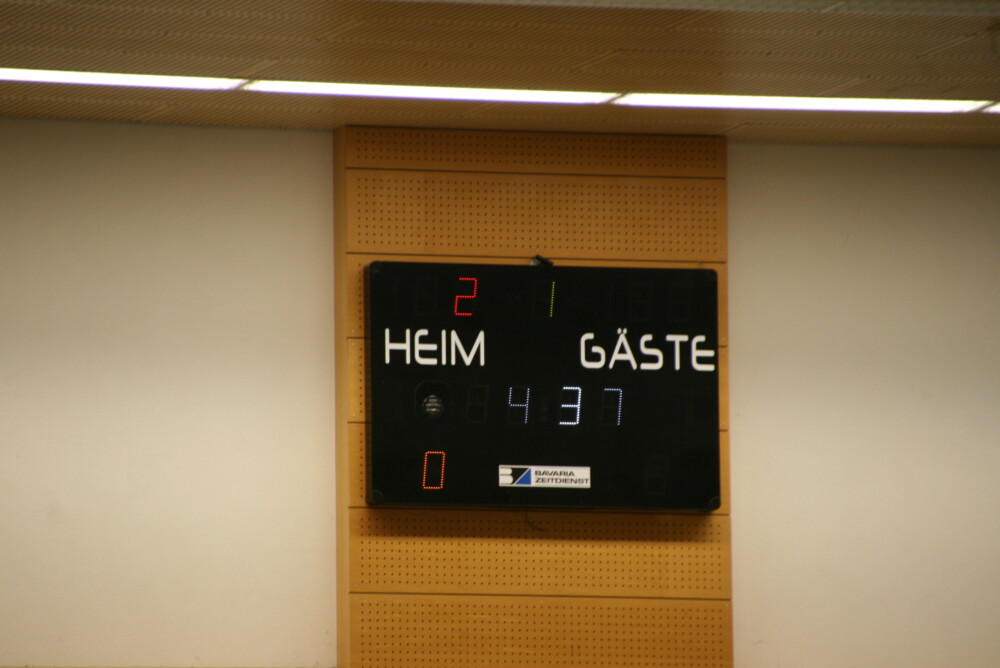 2 1
HEIM GÄSTE
4 37
0
BAVARIA
ZEITDIENST